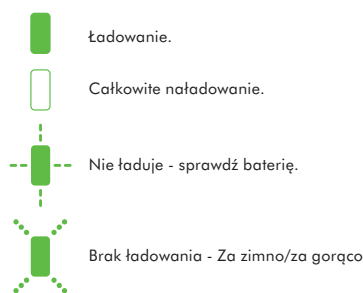 Ładowanie.
Całkowite naładowanie.
Nie ładuje - sprawdź baterię.
Brak ładowania - Za zimno/za gorąco